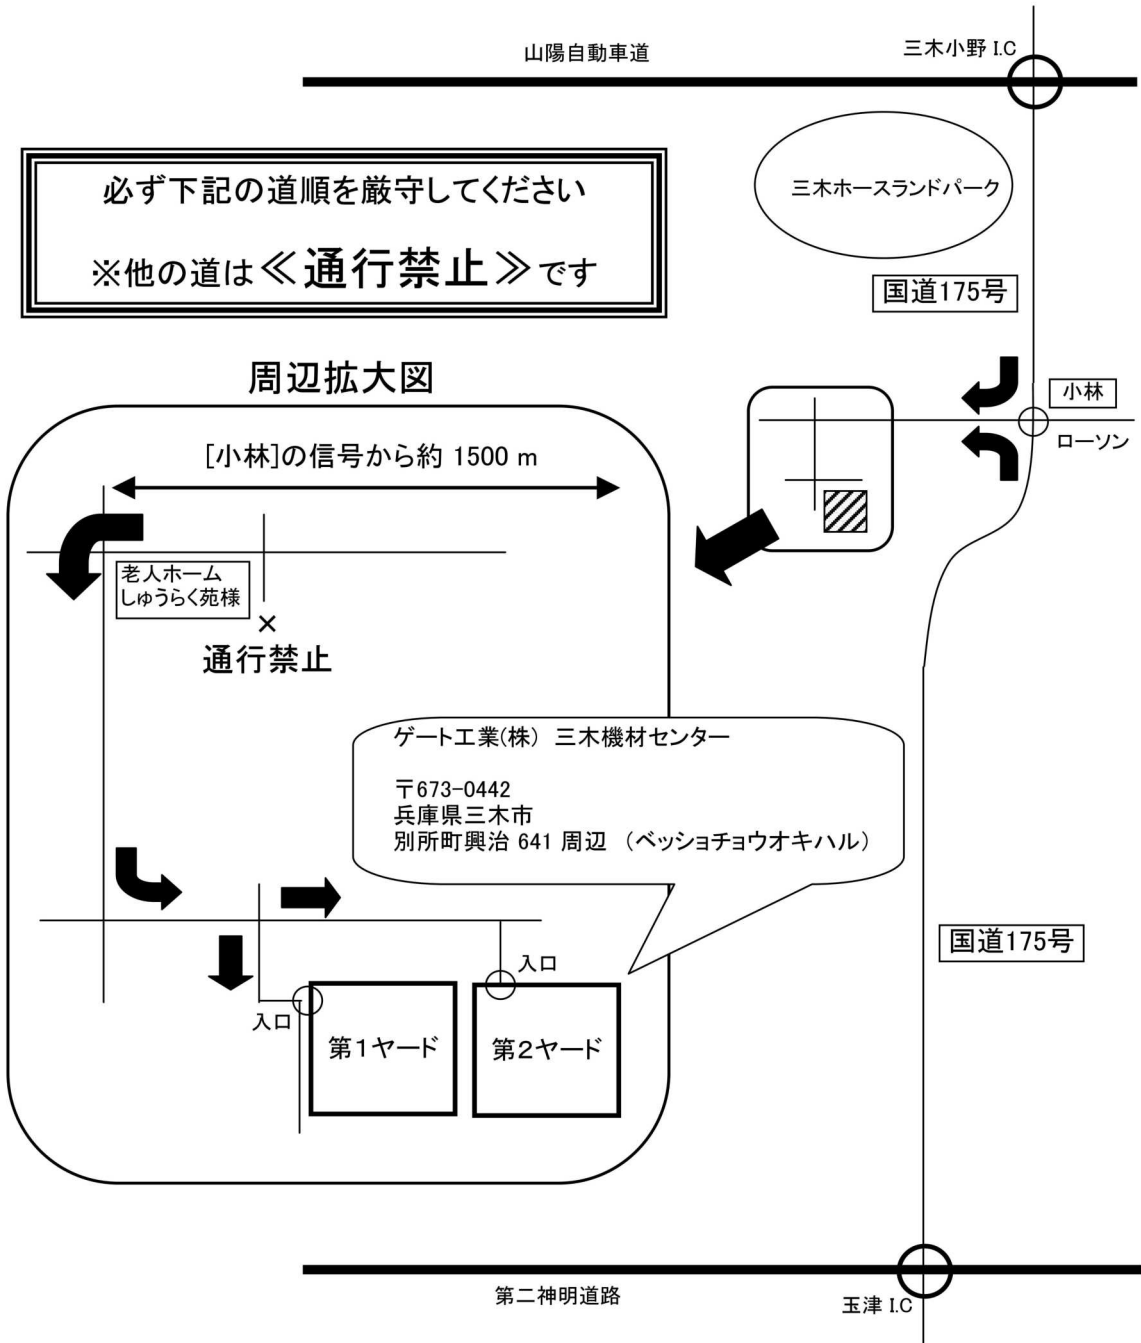 山陽自動車道
三木小野 I.C
必ず下記の道順を厳守してください
※他の道は≪通行禁止≫です
三木ホースランドパーク
国道175号
周辺拡大図
小林
ローソン
[小林]の信号から約 1500 m
老人ホーム
しゅうらく苑様
×
通行禁止
ゲート工業(株) 三木機材センター
〒673-0442
兵庫県三木市
別所町興治 641 周辺 （ベッショチョウオキハル）
国道175号
入口
入口
第1ヤード
第2ヤード
第二神明道路
玉津 I.C